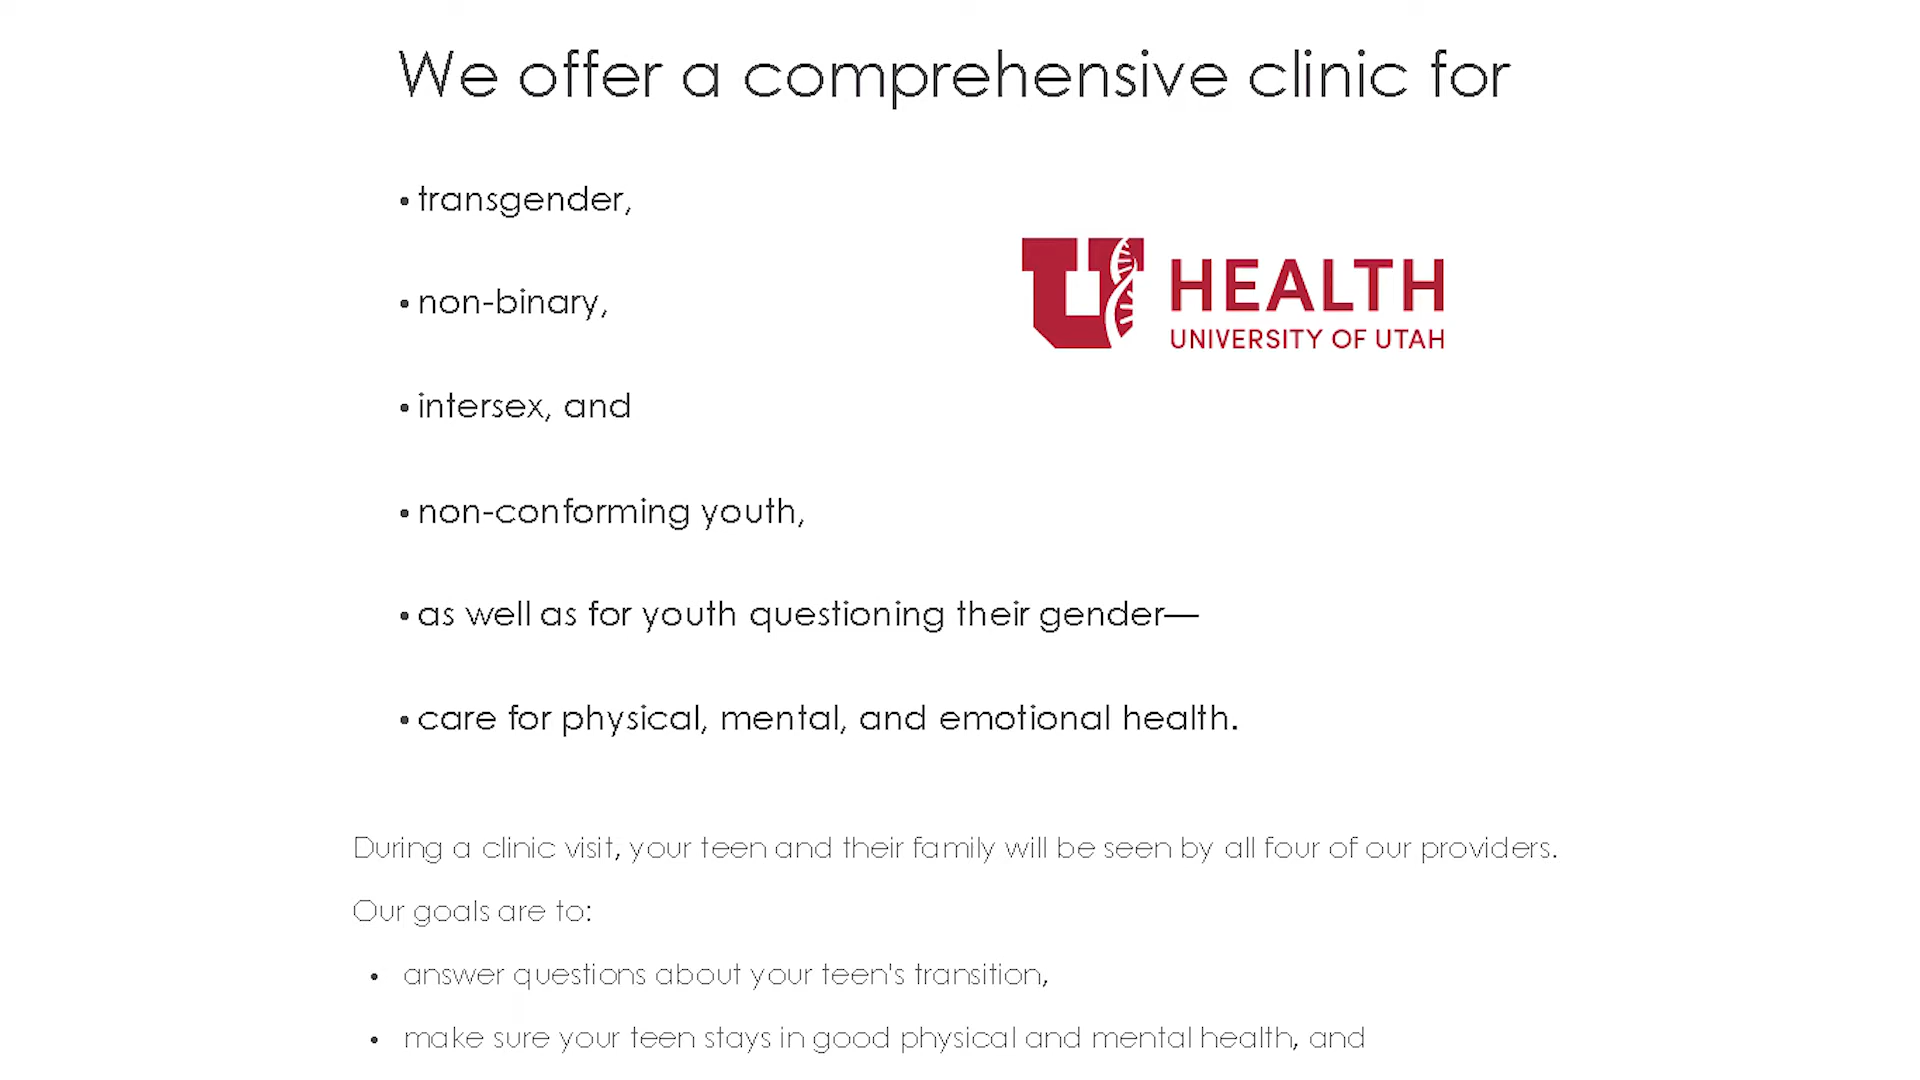 We offer a comprehensive clinic for
• transgender,
• non-binary,
HEALTH
UNIVERSITY OF UTAH
• intersex, and
• non-conforming youth,
• as well as for youth questioning their gender—
• care for physical, mental, and emotional health.
During a clinic visit, your teen and their family will be seen by all four of our providers.
Our goals are to:
• answer questions about your teen's transition,
• make sure your teen stays in good physical and mental health, and